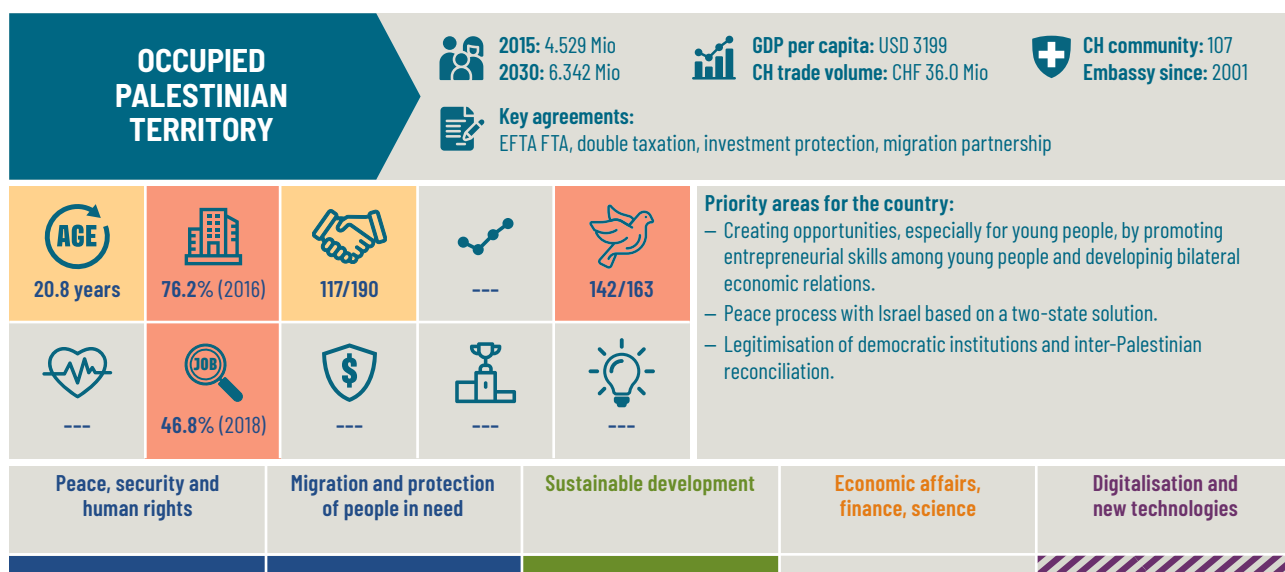 OCCUPIED
PALESTINIAN
TERRITORY
2015: 4.529 Mio
2030: 6.342 Mio
GDP per capita: USD 3199
CH trade volume: CHF 36.0 Mio
CH community: 107
Embassy since: 2001
Key agreements:
EFTA FTA, double taxation, investment protection, migration partnership
AGE
20.8 years
76.2% (2016)
117/190
---
142/163
---
JOB
46.8% (2018)
$
---
---
---
Priority areas for the country:
– Creating opportunities, especially for young people, by promoting
entrepreneurial skills among young people and developinig bilateral
economic relations.
– Peace process with Israel based on a two-state solution.
– Legitimisation of democratic institutions and inter-Palestinian
reconciliation.
Peace, security and
human rights
Migration and protection
of people in need
Sustainable development
Economic affairs,
finance, science
Digitalisation and
new technologies